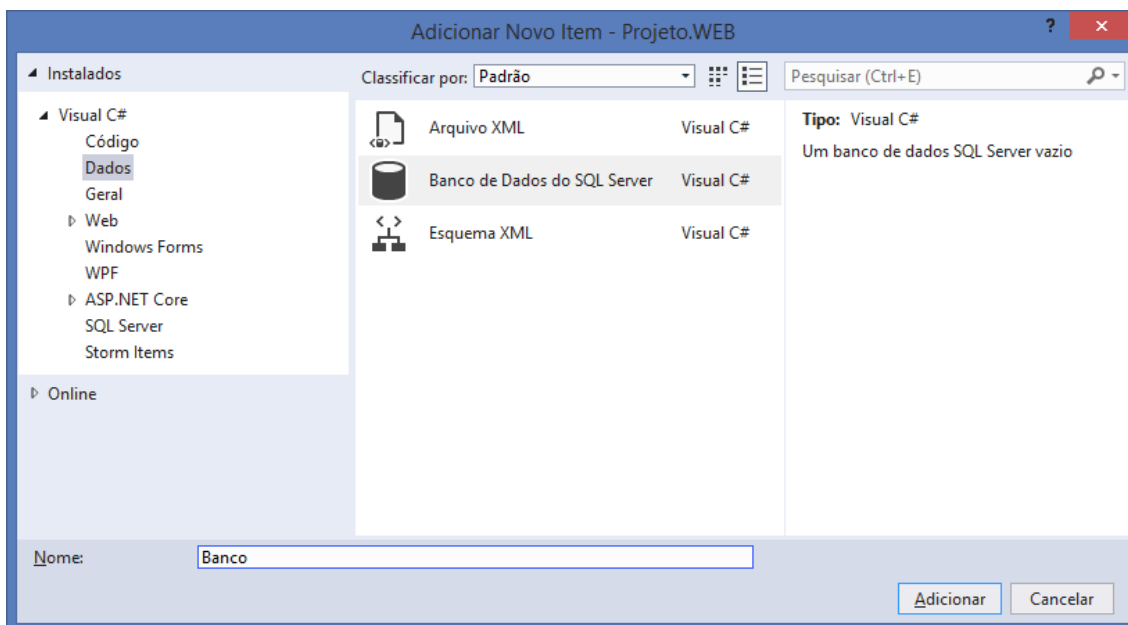 Adicionar Novo Item - Projeto.WEB
?
×
Instalados
Classificar por: Padrão
Pesquisar (Ctrl+E)
Visual C#
Código
Dados
Geral
Web
Windows Forms
WPF
ASP.NET Core
SQL Server
Storm Items
Online
Arquivo XML Visual C#
Banco de Dados do SQL Server Visual C#
Esquema XML Visual C#
Tipo: Visual C#
Um banco de dados SQL Server vazio
Nome: Banco
Adicionar Cancelar